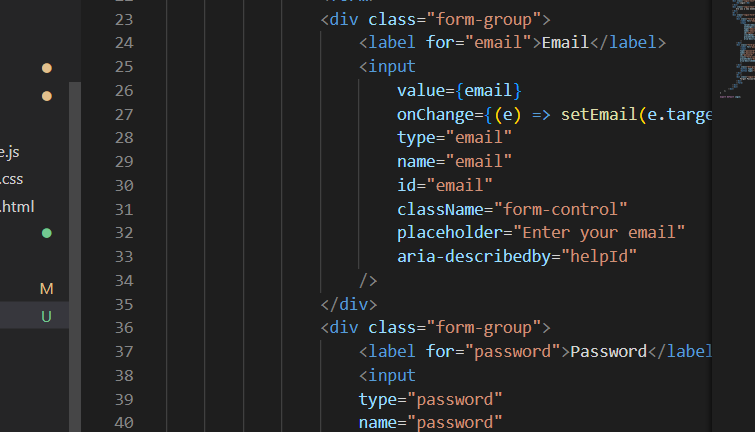 23 <div class="form-group">
24 <label for="email">Email</label>
25 <input
26 value={email}
27 onChange={(e) => setEmail(e.targe
28 type="email"
29 name="email"
30 id="email"
e.js
31 className="form-control"
.css
32 placeholder="Enter your email"
.html
33 aria-describedby="helpId"
34 />
M
35 </div>
U
36 <div class="form-group">
37 <label for="password">Password</label
38 <input
39 type="password"
40 name="password"